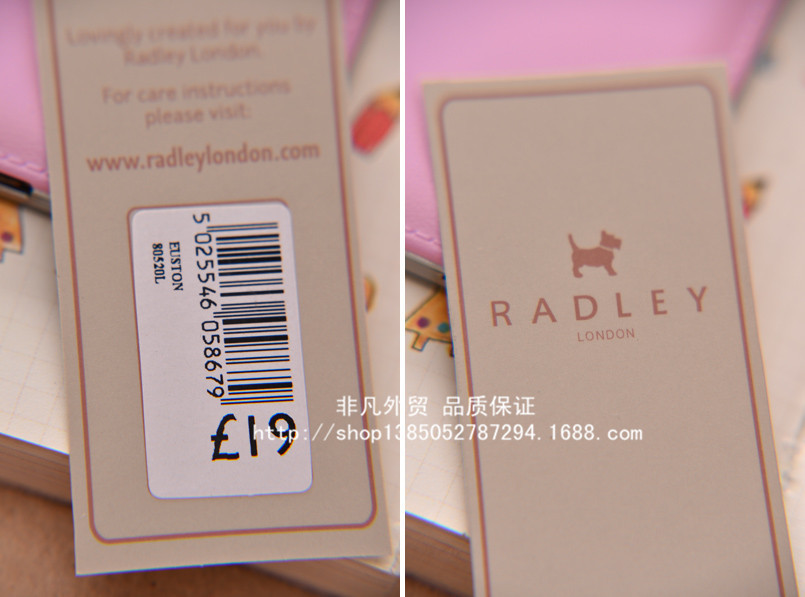 Lovingly created for you by
Radley London.
For care instructions
please visit.
www.radleylondon.com
EUSTON
80520L
5 025546 058679
£19
RADLEY
LONDON
非凡外贸 品质保证
http://shop1385052787294.1688.com